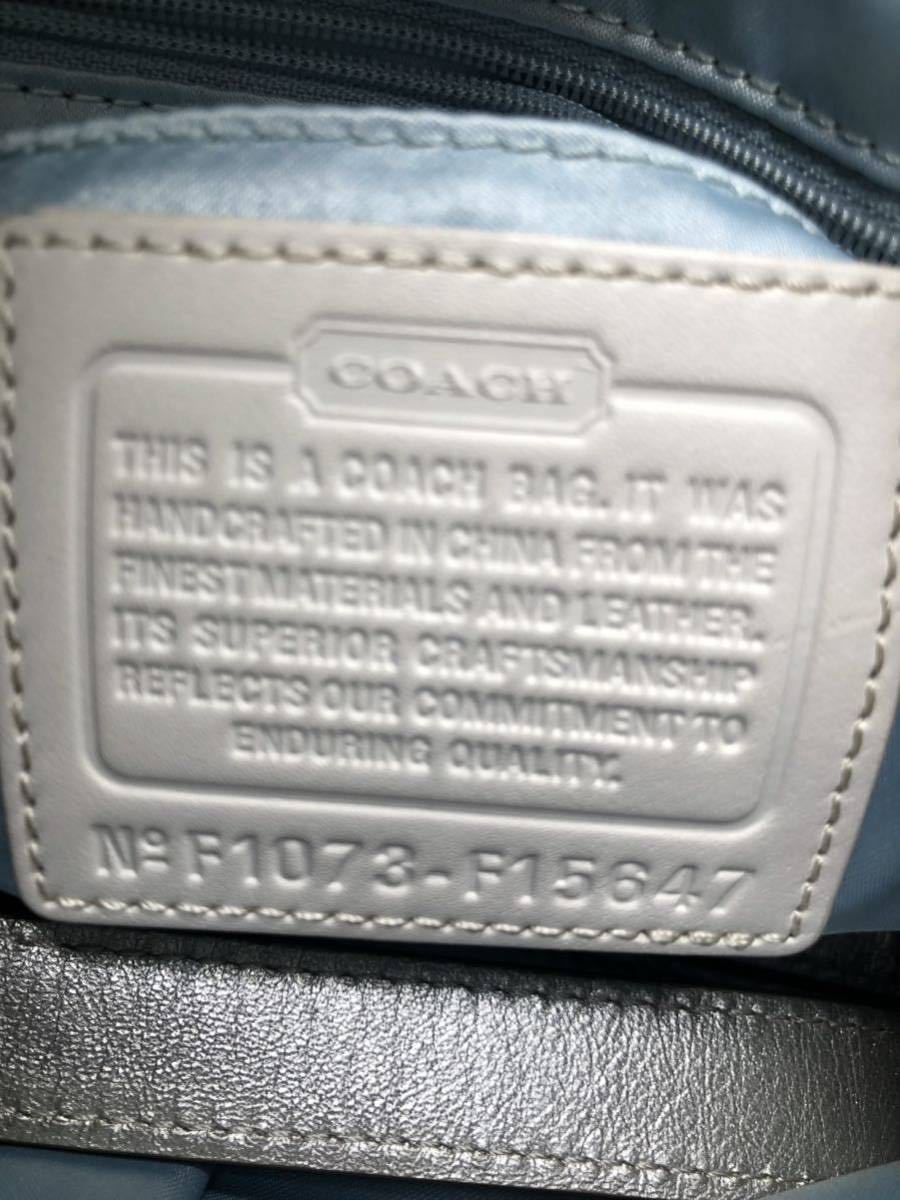 COACH
THIS IS A COACH BAG. IT WAS
HANDCRAFTED IN CHINA FROM THE
FINEST MATERIALS AND LEATHER.
ITS SUPERIOR CRAFTSMANSHIP
REFLECTS OUR COMMITMENT TO
ENDURING QUALITY.
Nº F1073-F15647